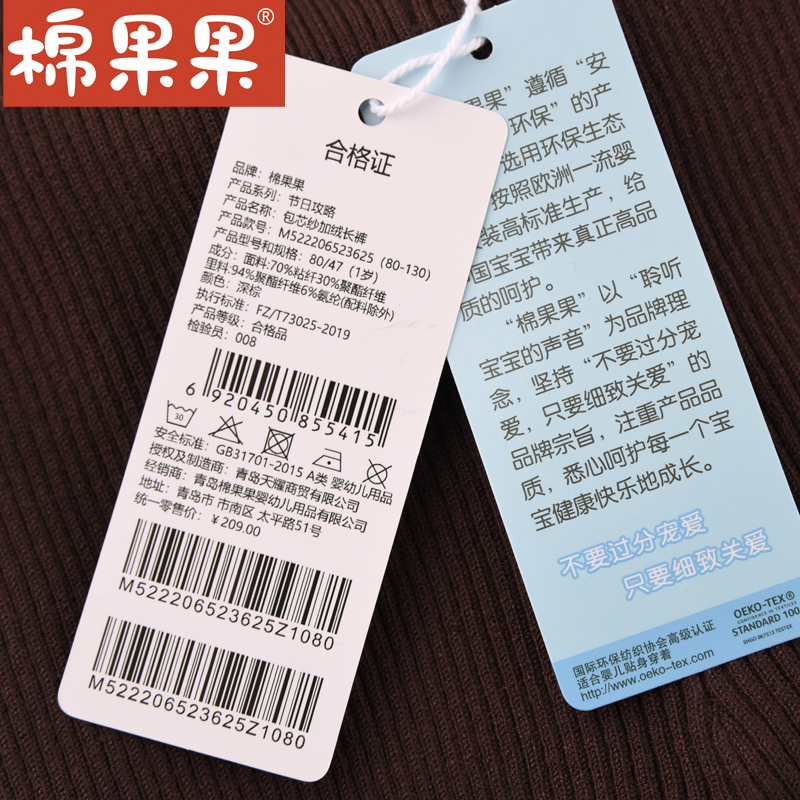 棉果果®
合格证
品牌：棉果果
产品系列：节日攻略
产品名称：包芯纱加绒长裤
产品款号：M522206523625（80-130）
产品型号和规格：80/47（1岁）
成分：面料:70%粘纤30%聚酯纤维
里料:94%聚酯纤维6%氨纶(配料除外)
颜色：深棕
执行标准：FZ/T73025-2019
产品等级：合格品
检验员：008
6 920450 855415
30
安全标准：GB31701-2015 A类 婴幼儿用品
授权及制造商：青岛天耀商贸有限公司
经销商：青岛棉果果婴幼儿用品有限公司
地址：青岛市 市南区 太平路51号
统一零售价：￥209.00
M522206523625Z1080
M522206523625Z1080
果果”遵循“安
环保”的产
选用环保生态
按照欧洲一流婴
装高标准生产，给
国宝宝带来真正高品
质的呵护。
“棉果果”以“聆听
宝宝的声音”为品牌理
念，坚持“不要过分宠
爱，只要细致关爱”的
品牌宗旨，注重产品品
质，悉心呵护每一个宝
宝健康快乐地成长。
不要过分宠爱
只要细致关爱
国际环保纺织协会高级认证
适合婴儿贴身穿着
http://www.oeko-tex.com
OEKO-TEX®
CONFIDENCE IN TEXTILES
STANDARD 100
SHGO 067513 TESTEX